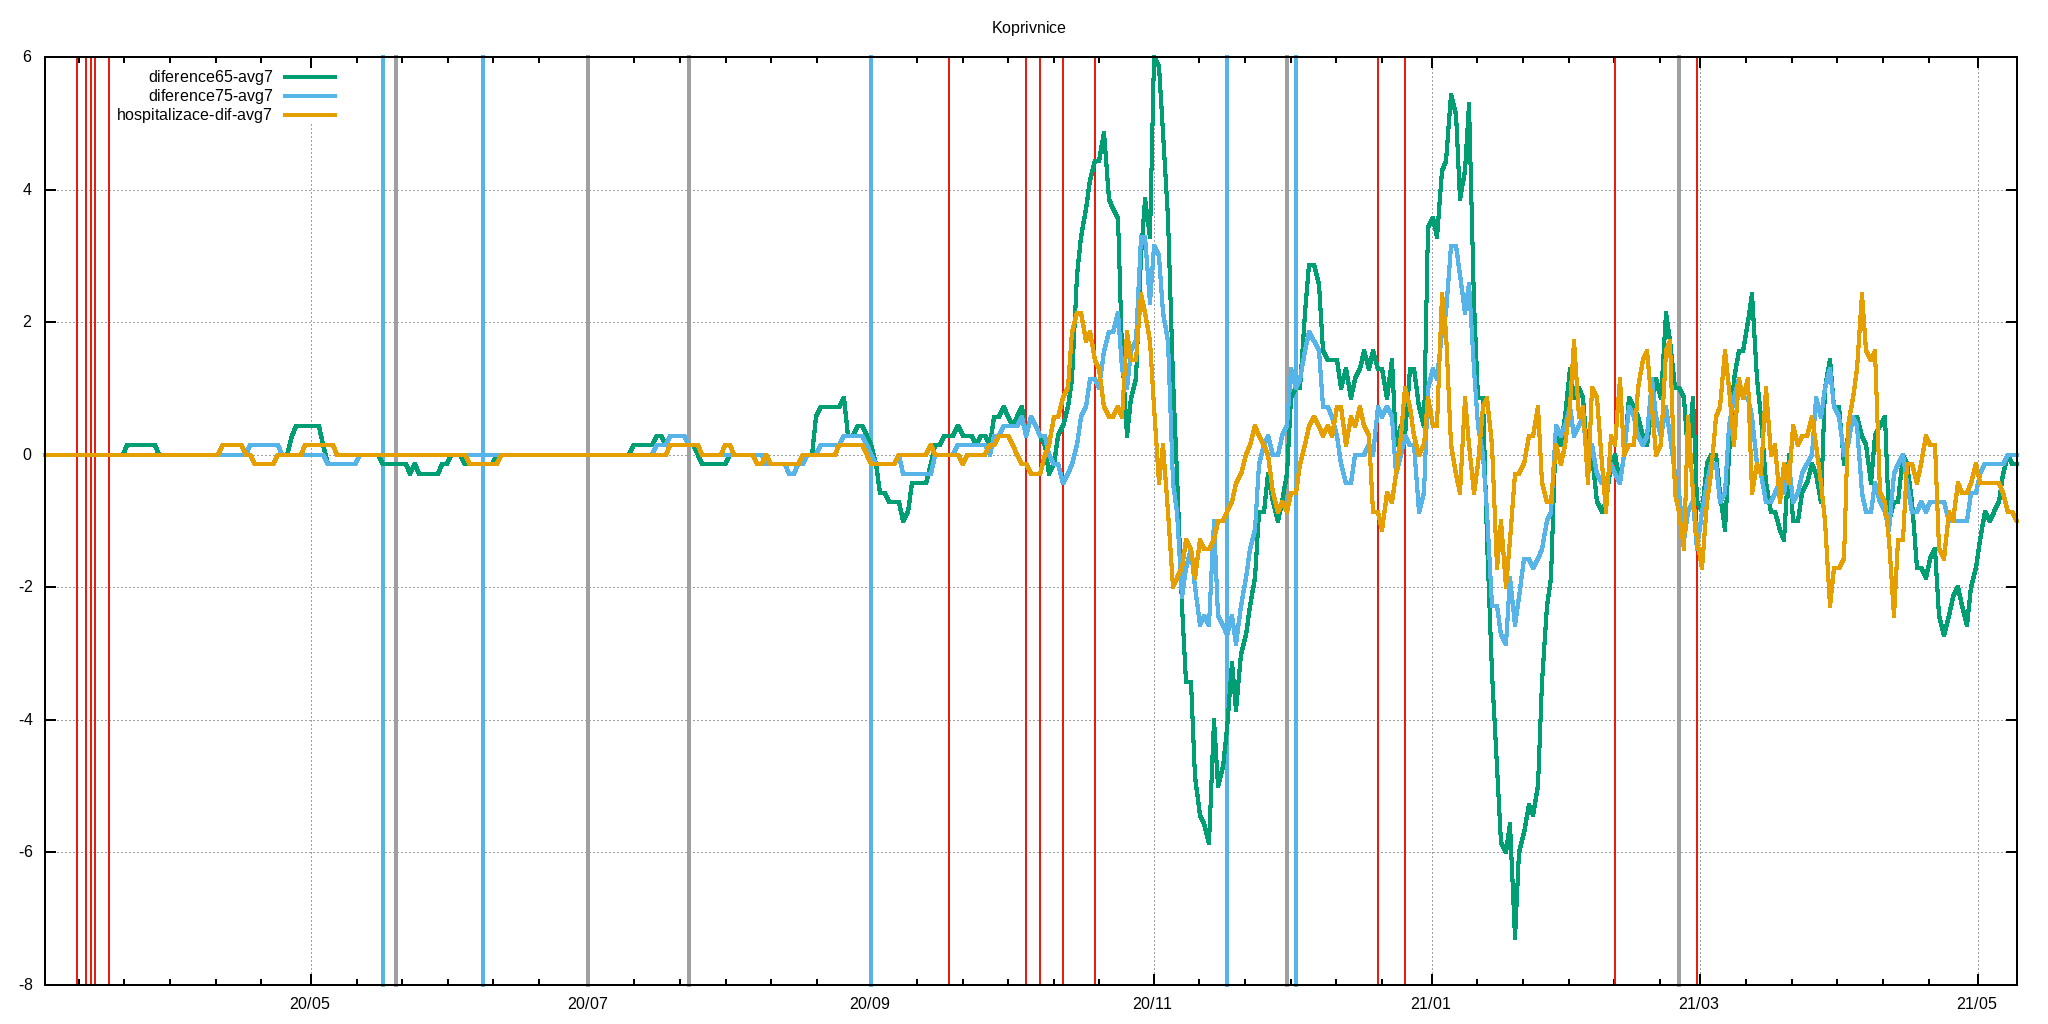 Koprivnice
6
diference65-avg7
diference75-avg7
hospitalizace-dif-avg7
4
2
0
-2
-4
-6
-8
20/05 20/07 20/09 20/11 21/01 21/03 21/05